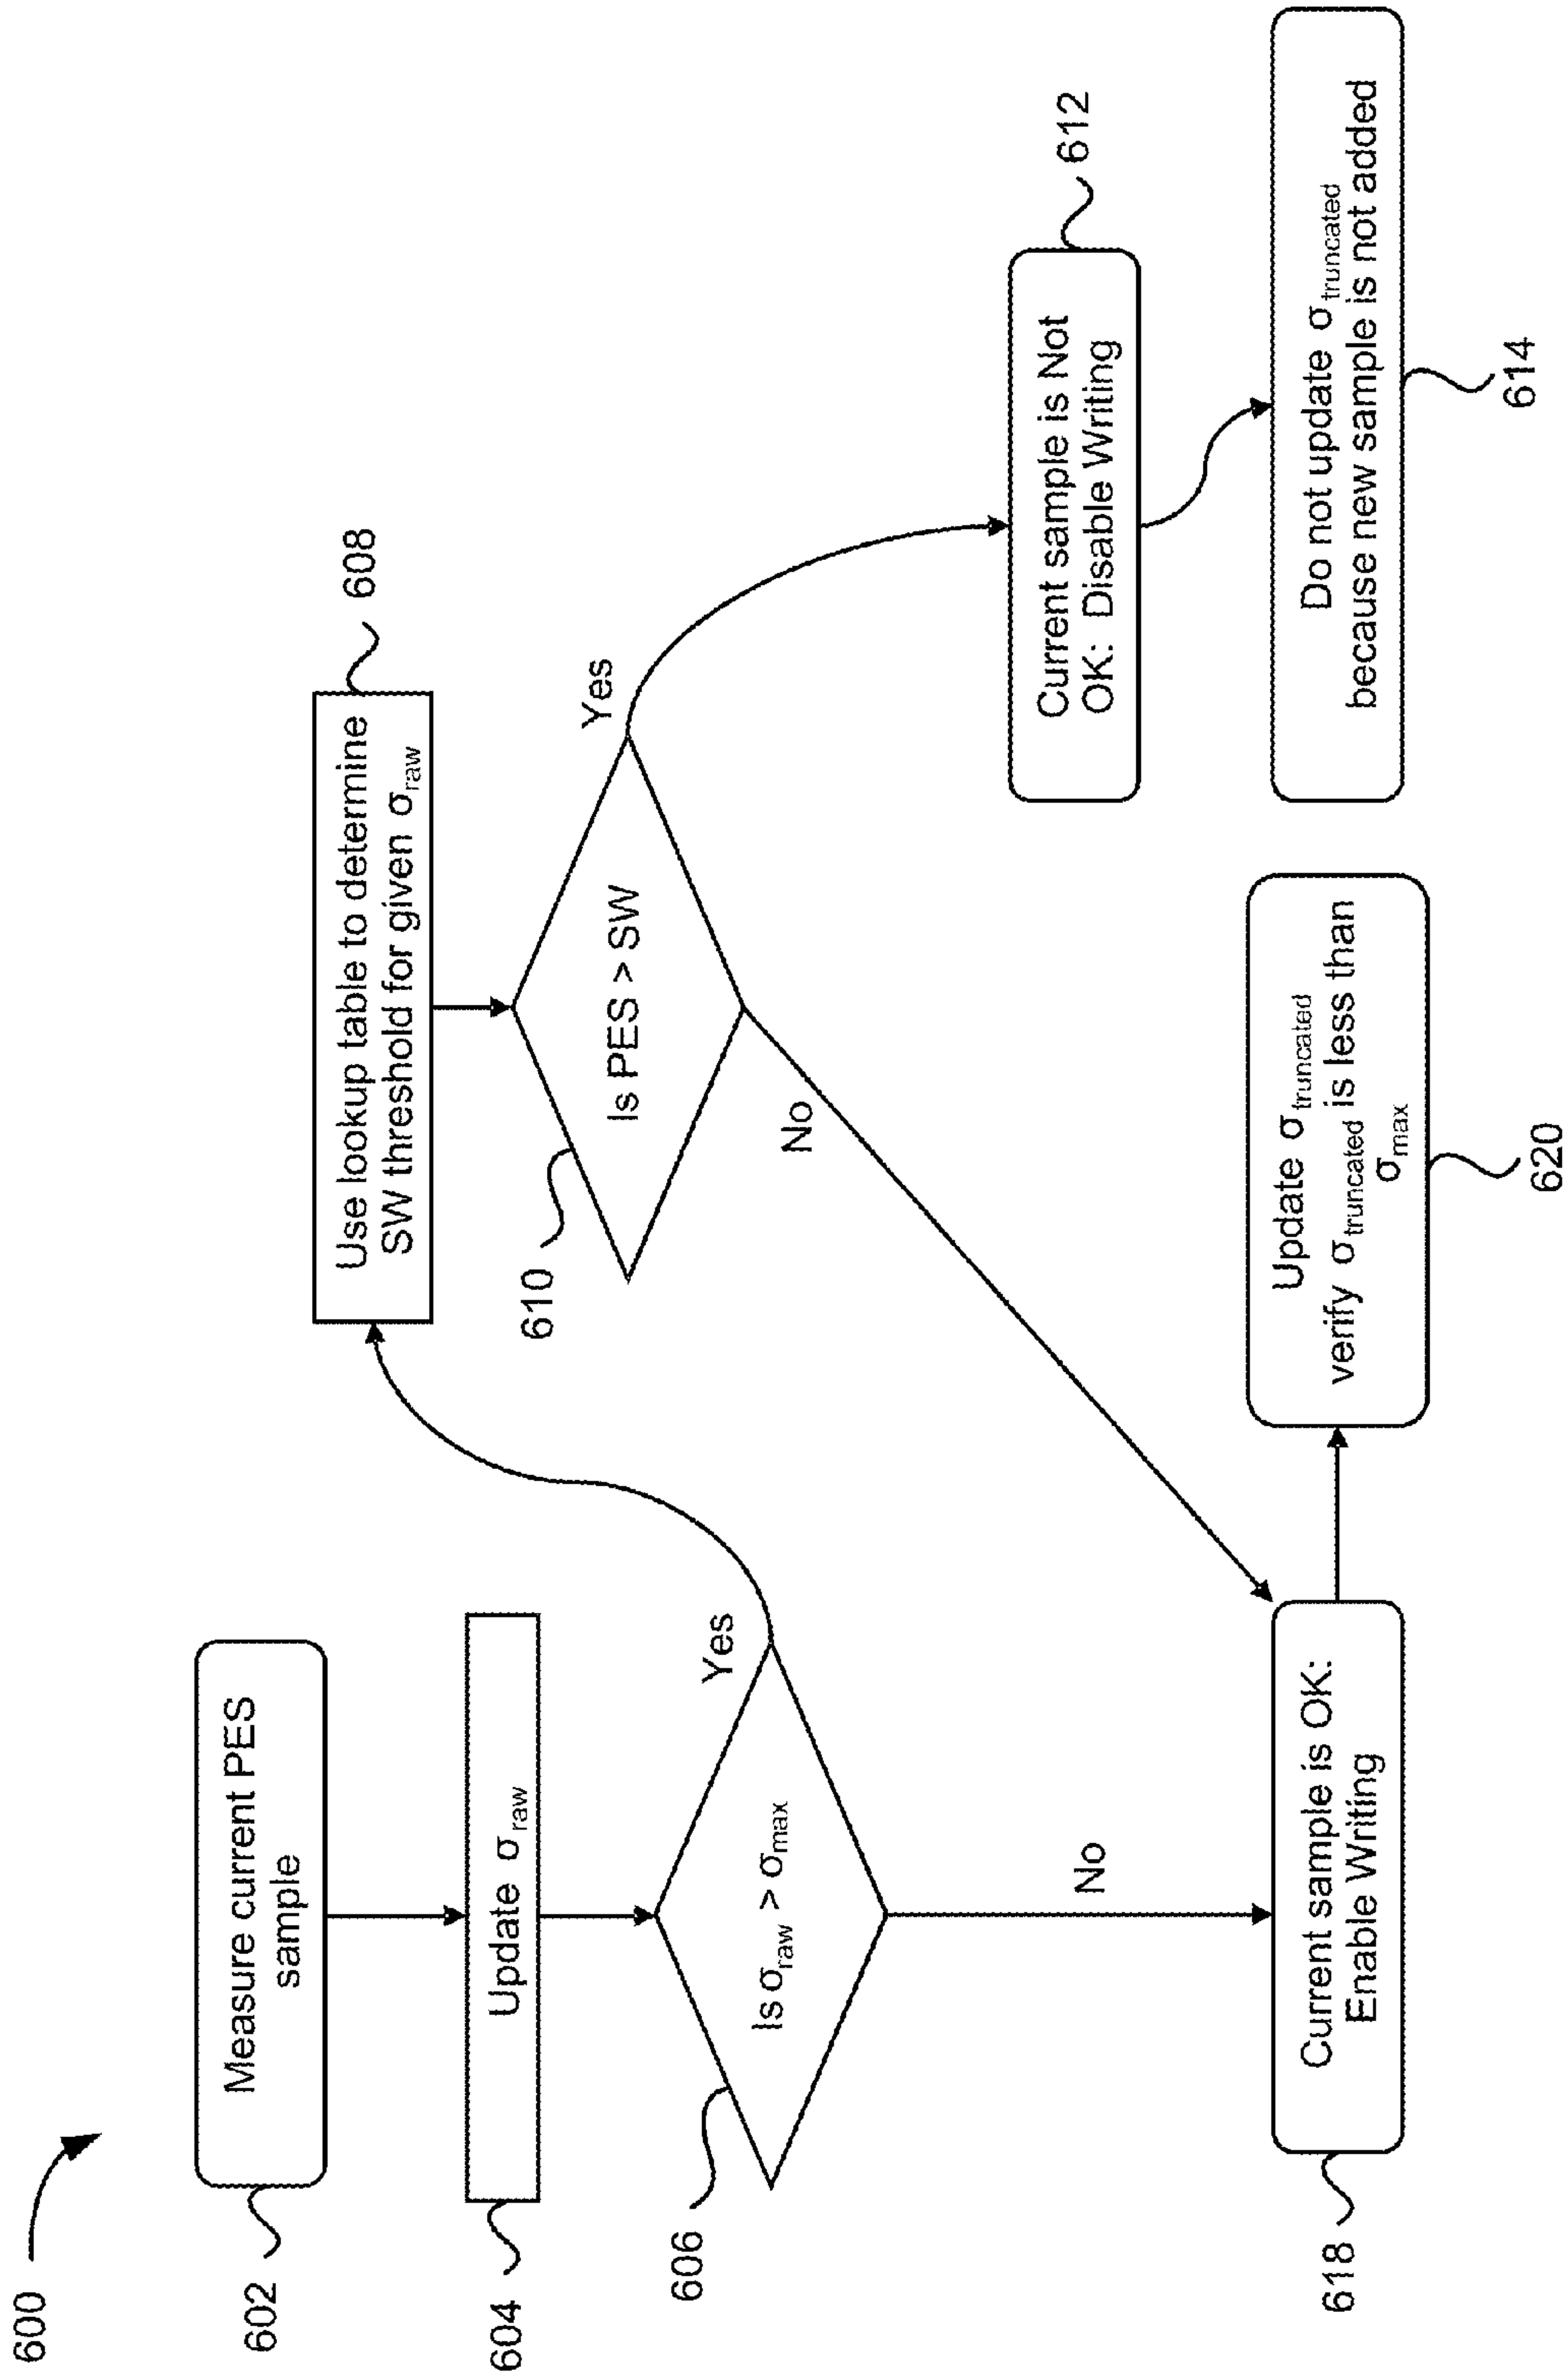 600
602
Measure current PES
sample
604
Update σraw
606
Is σraw > σmax
Yes
No
608
Use lookup table to determine
SW threshold for given σraw
610
Is PES > SW
Yes
No
612
Current sample is Not
OK: Disable Writing
Do not update σtruncated
because new sample is not added
614
618
Current sample is OK:
Enable Writing
Update σtruncated
verify σtruncated is less than
σmax
620